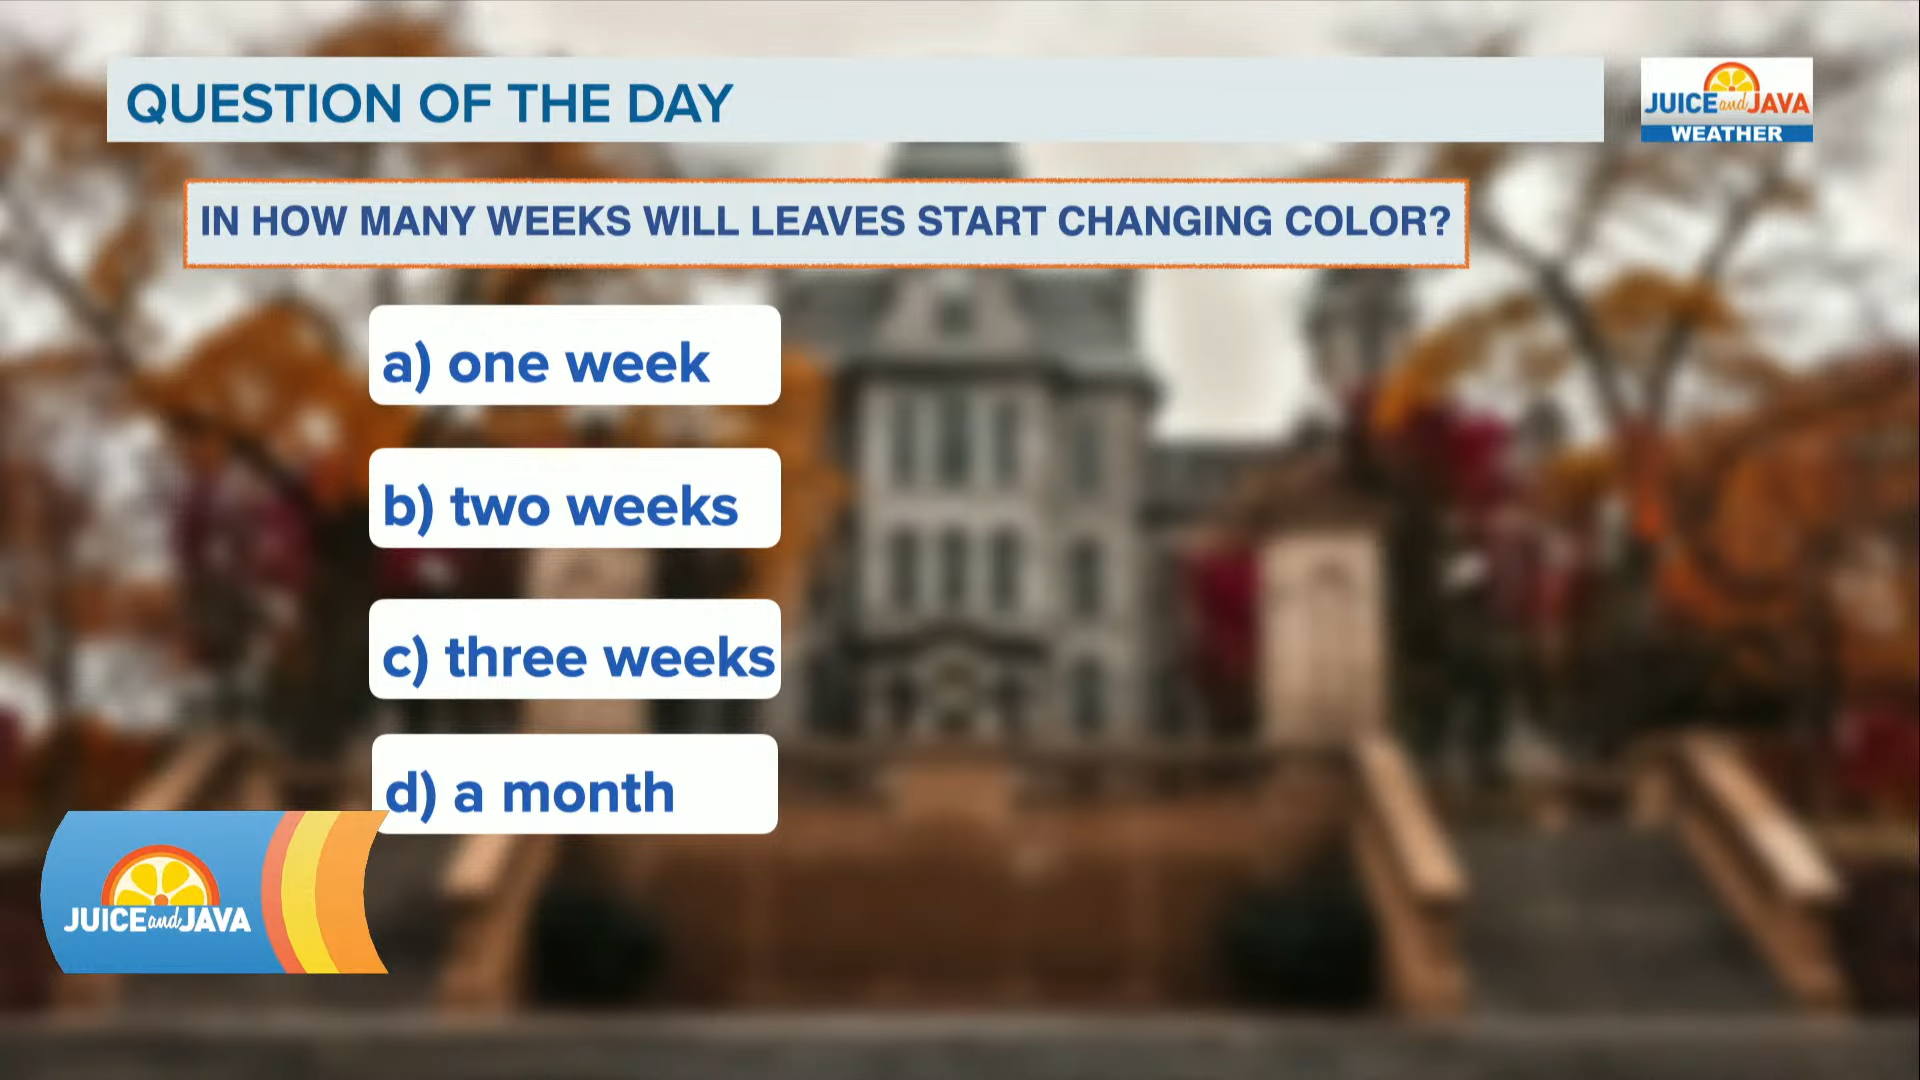 QUESTION OF THE DAY
JUICE and JAVA
WEATHER
IN HOW MANY WEEKS WILL LEAVES START CHANGING COLOR?
a) one week
b) two weeks
c) three weeks
d) a month
JUICE and JAVA